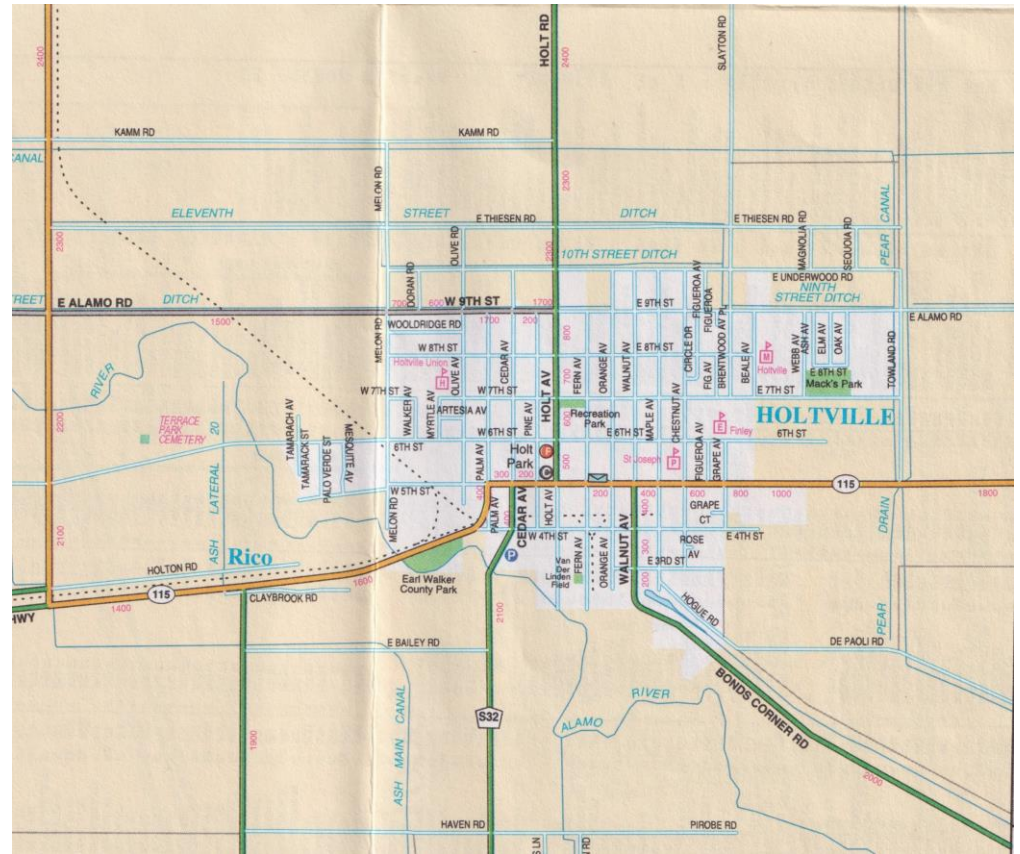 2400
HOLT RD
2400
SLAYTON RD
KAMM RD
KAMM RD
CANAL
MELON RD
2300
PEAR CANAL
ELEVENTH STREET DITCH
E THIESEN RD
E THIESEN RD
2300
OLIVE RD
2300
MAGNOLIA RD
SEQUOIA RD
10TH STREET DITCH
DORAN RD
E UNDERWOOD RD
NINTH
STREET DITCH
STREET
E ALAMO RD
DITCH
700
600
W 9TH ST
1700
E 9TH ST
FIGUEROA AV
FIGUEROA
E ALAMO RD
1500
MELON RD
WOOLDRIDGE RD
1700
200
800
CIRCLE DR
BRENTWOOD AV PL
WEBB AV
ASH AV
ELM AV
OAK AV
TOWLAND RD
W 8TH ST
E 8TH ST
Holtville Union
H
OLIVE AV
CEDAR AV
HOLT AV
700
FERN AV
ORANGE AV
WALNUT AV
FIG AV
BEALE AV
M
Holtville
E 8TH ST
Mack's Park
RIVER
W 7TH ST
W 7TH ST
E 7TH ST
2200
TERRACE
PARK
CEMETERY
ASH LATERAL 20
TAMARACH AV
TAMARACK ST
PALO VERDE ST
MESQUITE AV
WALKER AV
MYRTLE AV
ARTESIA AV
PINE AV
600
Recreation
Park
MAPLE AV
CHESTNUT AV
HOLTVILLE
E
Finley
6TH ST
W 6TH ST
E 6TH ST
6TH ST
PALM AV
Holt
Park
F
C
500
St Joseph
P
FIGUEROA AV
GRAPE AV
W 5TH ST
300
200
400
200
400
600
800
1000
115
1800
2100
MELON RD
PALM AV
400
CEDAR AV
HOLT AV
400
GRAPE
CT
DRAIN
W 4TH ST
E 4TH ST
Rico
P
FERN AV
ORANGE AV
WALNUT AV
300
ROSE
AV
E 3RD ST
Van
Der
Linden
Field
HOLTON RD
1600
Earl Walker
County Park
200
HOGUE RD
115
1400
HWY
CLAYBROOK RD
2100
PEAR
E BAILEY RD
DE PAOLI RD
S32
RIVER
ALAMO
BONDS CORNER RD
1900
ASH MAIN CANAL
2000
HAVEN RD
PIROBE RD
S LN
N RD